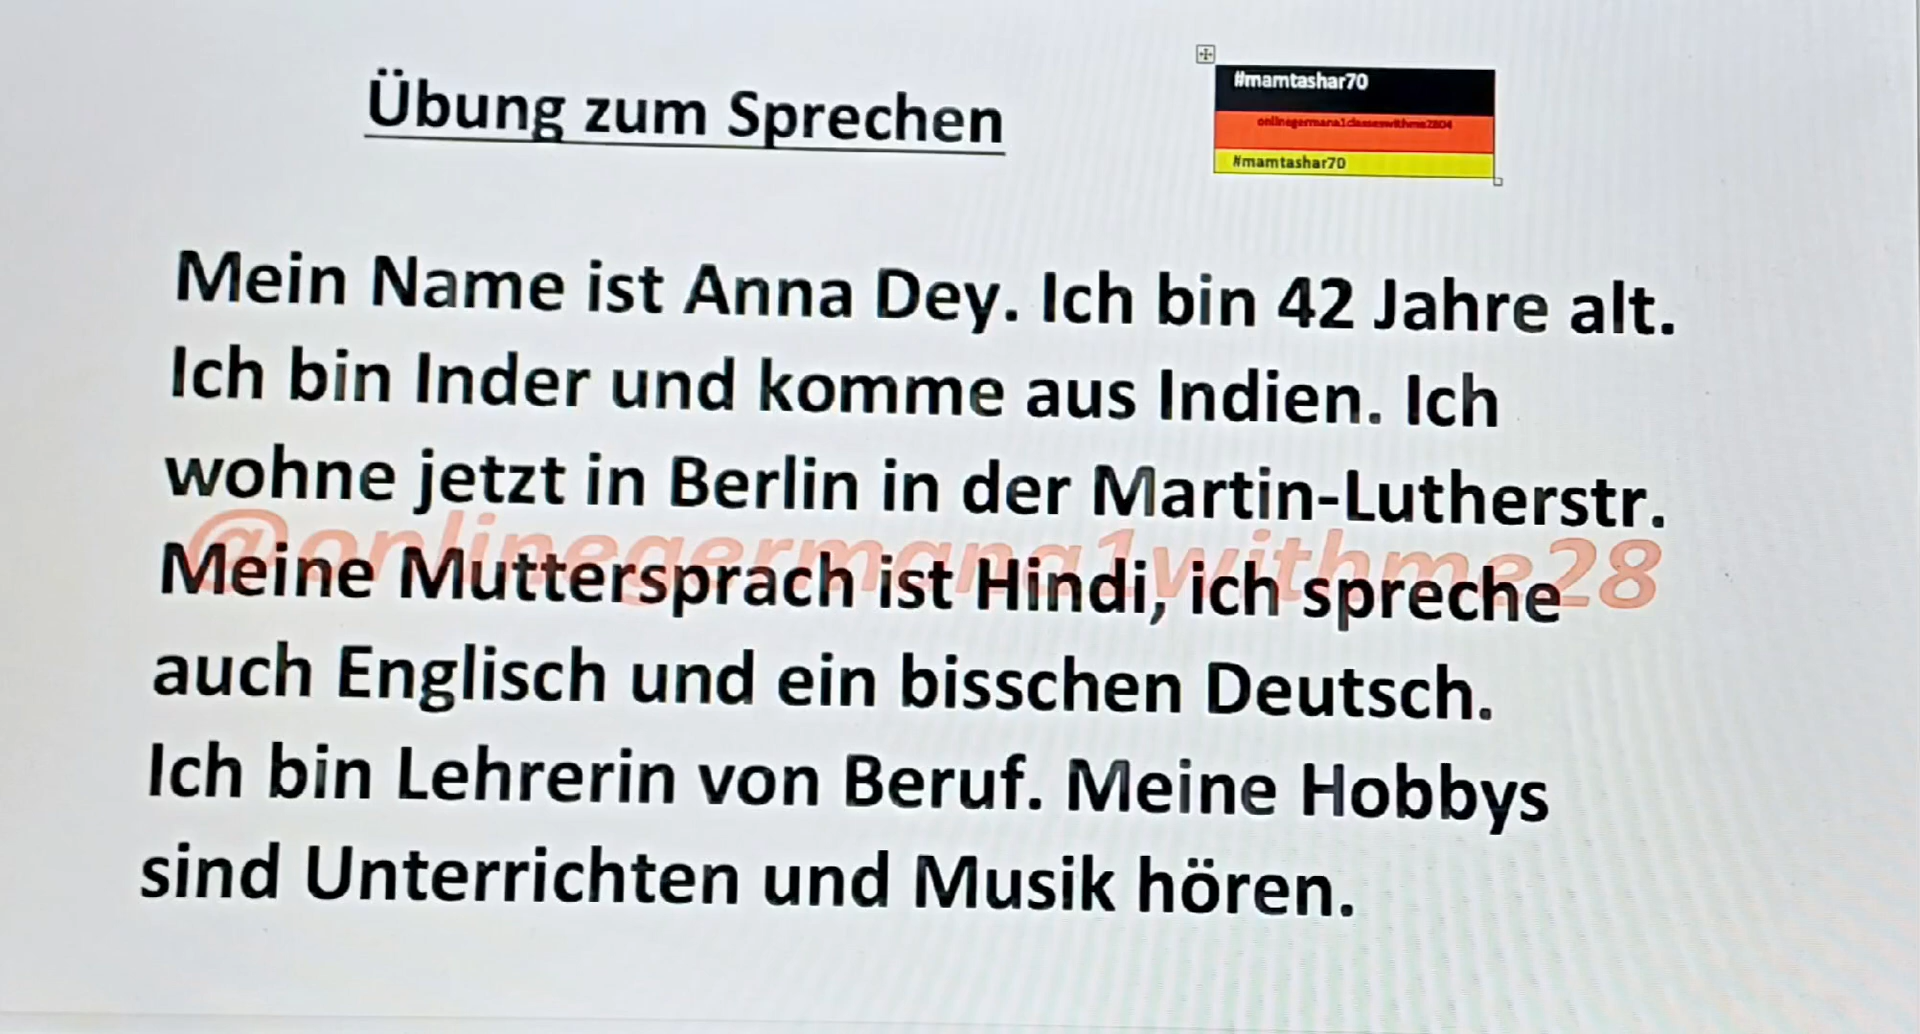 Übung zum Sprechen
#mamtashar70
onlinegermana1classeswithme2804
#mamtashar70
Mein Name ist Anna Dey. Ich bin 42 Jahre alt.
Ich bin Inder und komme aus Indien. Ich
wohne jetzt in Berlin in der Martin-Lutherstr.
@onlinegermana1withme28
Meine Muttersprach ist Hindi, ich spreche
auch Englisch und ein bisschen Deutsch.
Ich bin Lehrerin von Beruf. Meine Hobbys
sind Unterrichten und Musik hören.